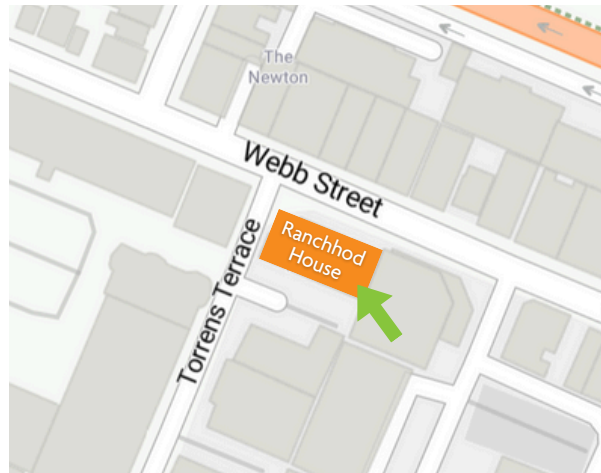 The
Newton
Webb Street
Ranchhod
House
Torrens Terrace